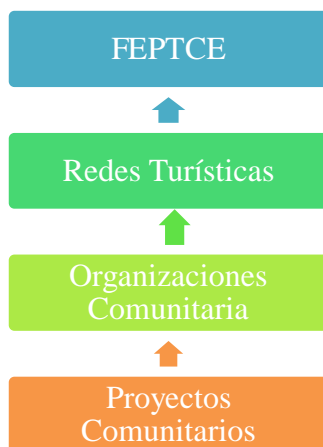 FEPTCE
Redes Turísticas
Organizaciones
Comunitaria
Proyectos
Comunitarios